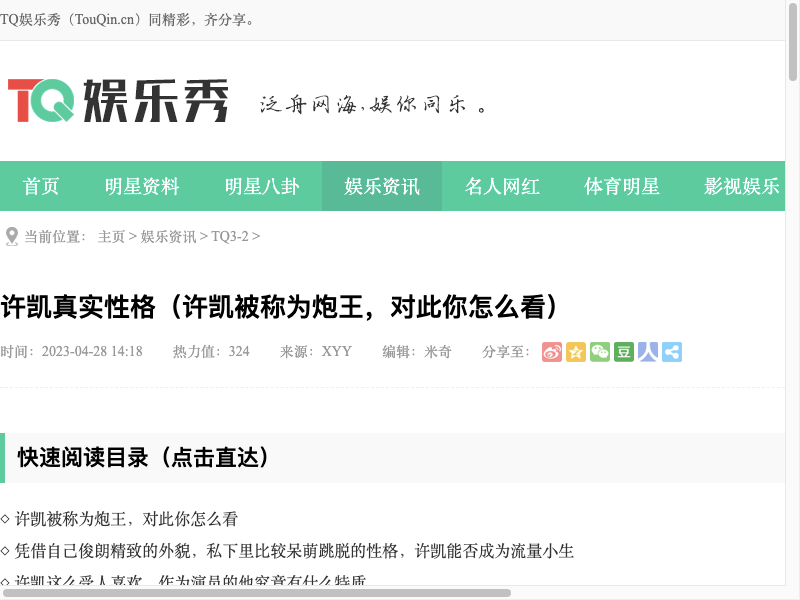 TQ娱乐秀（TouQin.cn）同精彩，齐分享。
TQ娱乐秀 泛舟网海,娱你同乐。
首页 明星资料 明星八卦 娱乐资讯 名人网红 体育明星 影视娱乐
当前位置： 主页 > 娱乐资讯 > TQ3-2 >
许凯真实性格（许凯被称为炮王，对此你怎么看）
时间：2023-04-28 14:18 热力值：324 来源：XYY 编辑：米奇 分享至：
快速阅读目录（点击直达）
◇ 许凯被称为炮王，对此你怎么看
◇ 凭借自己俊朗精致的外貌，私下里比较呆萌跳脱的性格，许凯能否成为流量小生
◇ 许凯这么受人喜欢，作为演员的他究竟有什么特质